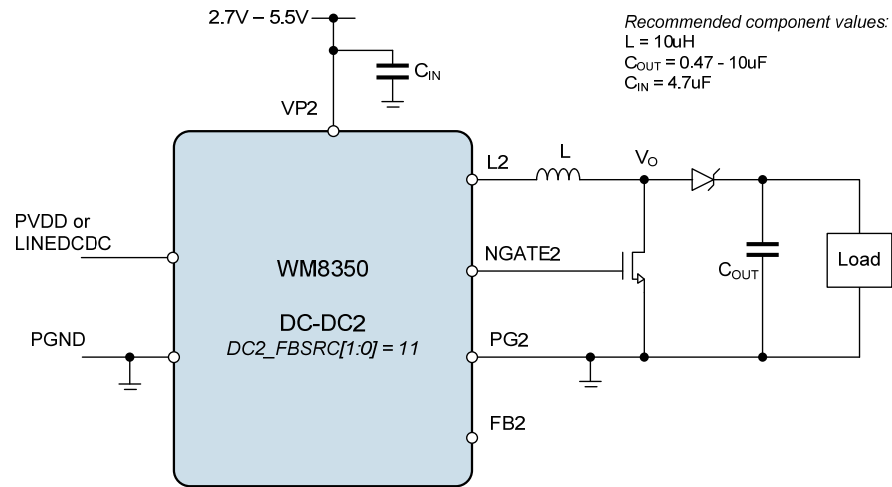 2.7V – 5.5V
Recommended component values:
L = 10uH
COUT = 0.47 - 10uF
CIN = 4.7uF
CIN
VP2
L2
L
VO
PVDD or
LINEDCDC
NGATE2
WM8350
COUT
Load
DC-DC2
DC2_FBSRC[1:0] = 11
PGND
PG2
FB2